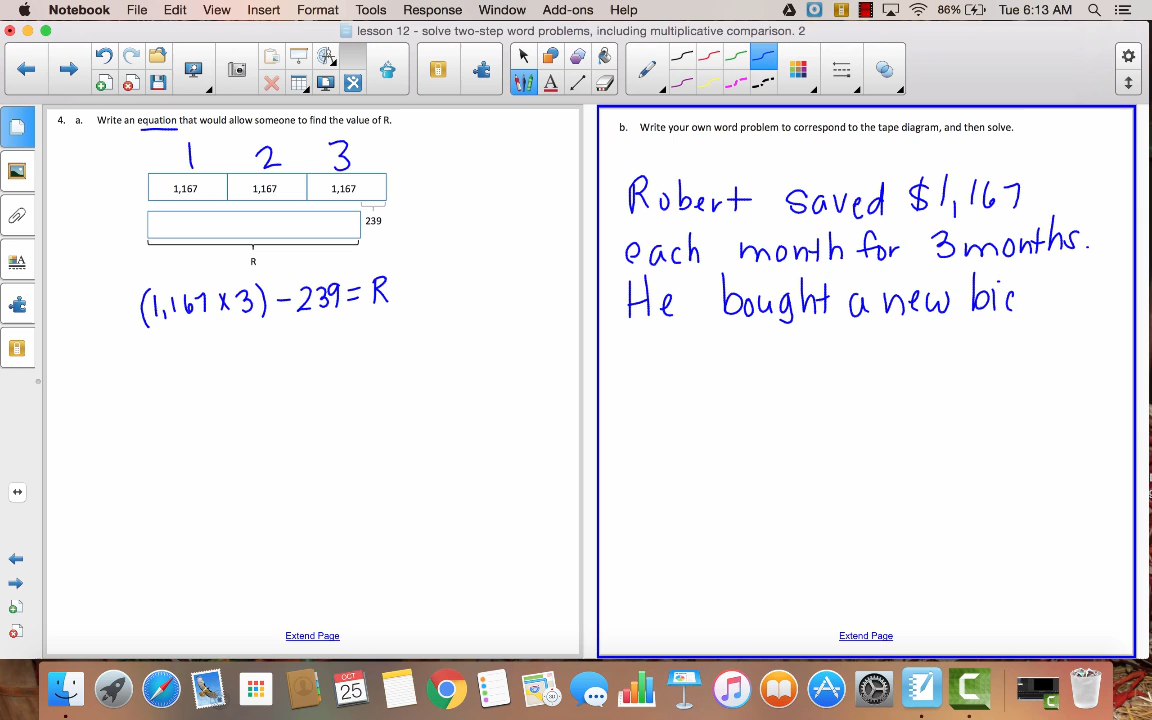 Notebook File Edit View Insert Format Tools Response Window Add-ons Help 86% Tue 6:13 AM
lesson 12 - solve two-step word problems, including multiplicative comparison. 2
4. a. Write an equation that would allow someone to find the value of R.
1 2 3
1,167 1,167 1,167
239
R
(1,167 x 3) - 239 = R
Extend Page
b. Write your own word problem to correspond to the tape diagram, and then solve.
Robert saved $1,167
each month for 3 months.
He bought a new bic
Extend Page
OCT
25